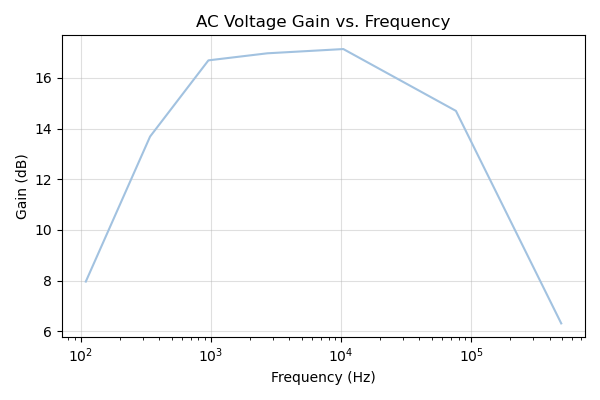 AC Voltage Gain vs. Frequency
Gain (dB)
16
14
12
10
8
6
10² 10³ 10⁴ 10⁵
Frequency (Hz)